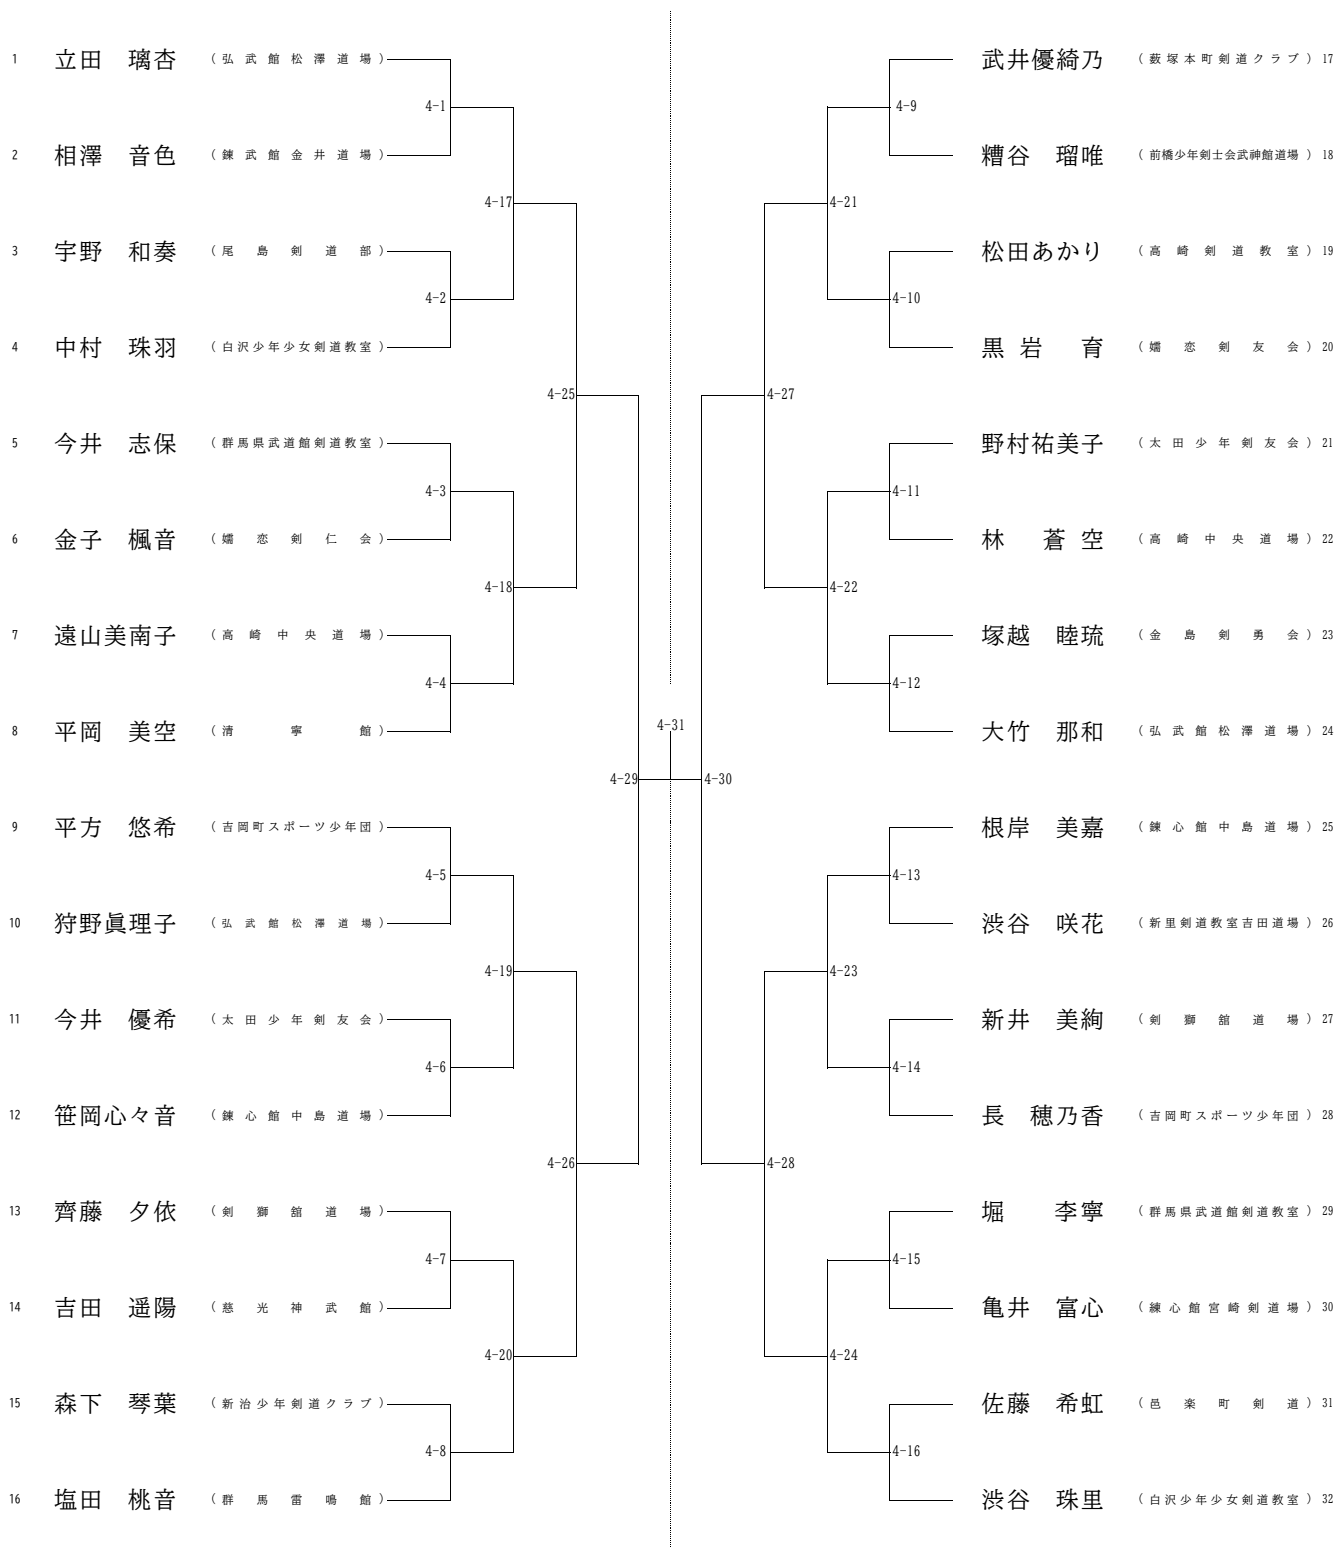 1 立田 璃杏 (弘武館松澤道場)
4-1
2 相澤 音色 (錬武館金井道場)
4-17
3 宇野 和奏 (尾島剣道部)
4-2
4 中村 珠羽 (白沢少年少女剣道教室)
4-25
5 今井 志保 (群馬県武道館剣道教室)
4-3
6 金子 楓音 (嬬恋剣仁会)
4-18
7 遠山美南子 (高崎中央道場)
4-4
8 平岡 美空 (清寧館)
4-29
9 平方 悠希 (吉岡町スポーツ少年団)
4-5
10 狩野眞理子 (弘武館松澤道場)
4-19
11 今井 優希 (太田少年剣友会)
4-6
12 笹岡心々音 (錬心館中島道場)
4-26
13 齊藤 夕依 (剣獅舘道場)
4-7
14 吉田 遥陽 (慈光神武館)
4-20
15 森下 琴葉 (新治少年剣道クラブ)
4-8
16 塩田 桃音 (群馬雷鳴館)
4-31
武井優綺乃 (薮塚本町剣道クラブ) 17
4-9
糟谷 瑠唯 (前橋少年剣士会武神館道場) 18
4-21
松田あかり (高崎剣道教室) 19
4-10
黒岩 育 (嬬恋剣友会) 20
4-27
野村祐美子 (太田少年剣友会) 21
4-11
林 蒼空 (高崎中央道場) 22
4-22
塚越 睦琉 (金島剣勇会) 23
4-12
大竹 那和 (弘武館松澤道場) 24
4-30
根岸 美嘉 (錬心館中島道場) 25
4-13
渋谷 咲花 (新里剣道教室吉田道場) 26
4-23
新井 美絢 (剣獅舘道場) 27
4-14
長 穂乃香 (吉岡町スポーツ少年団) 28
4-28
堀 李寧 (群馬県武道館剣道教室) 29
4-15
亀井 富心 (練心館宮崎剣道場) 30
4-24
佐藤 希虹 (邑楽町剣道) 31
4-16
渋谷 珠里 (白沢少年少女剣道教室) 32